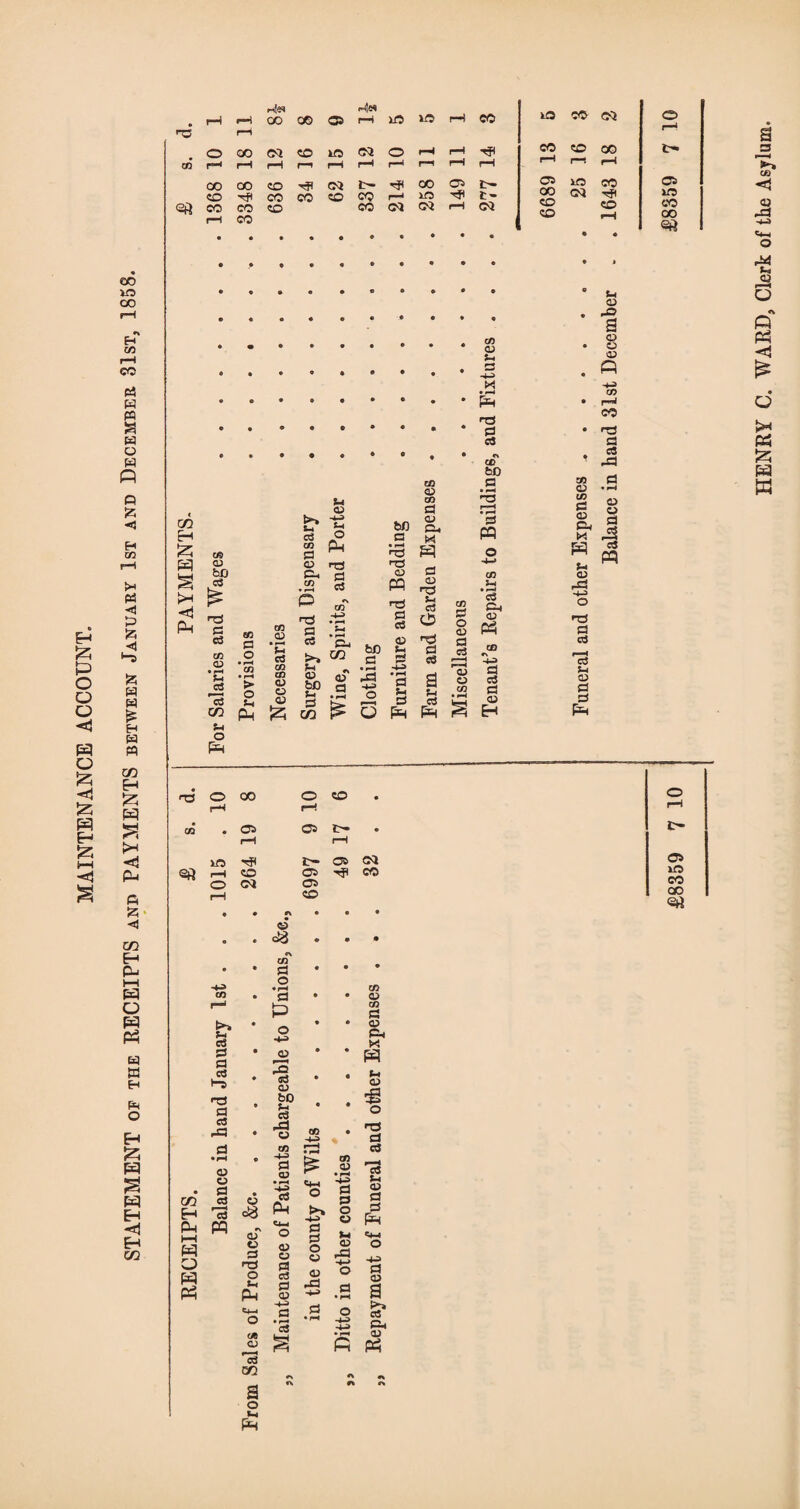 MAINTENANCE ACCOUNT.
STATEMENT OF THE RECEIPTS AND PAYMENTS BETWEEN JANUARY 1ST AND DECEMBER 31ST, 1858.
RECEIPTS. £ s. d.
Balance in hand January 1st . . . 1015 . 10
From Sales of Produce, &c. . . . . . . . 264 19 8
„ Maintenance of Patients chargeable to Unions, &c.,
in the county of Wilts . . . . . . . . 6997 9 10
„ Ditto in other counties . . . . . . . . 49 17 6
„ Repayment of Funeral and other Expenses . . . . 32 . .
£8359 7 10
PAYMENTS. £ s. d.
For Salaries and Wages . . . . . . . . . 1368 10 1
Provisions . . . . . . . . . 3348 18 11
Necessaries . . . . . . . . . 636 12 8½
Surgery and Dispensary . . . . . . . . . 34 16 8
Wine, Spirits, and Porter . . . . . . . . . 62 15 9
Clothing . . . . . . . . . 337 12 1½
Furniture and Bedding . . . . . . . . . 214 10 5
Farm and Garden Expenses . . . . . . . . . 258 11 5
Miscellaneous . . . . . . . . . 149 11 1
Tenant's Repairs to Buildings, and Fixtures . . . . 277 14 3
6689 13 5
Funeral and other Expenses . . . . . . . . 25 16 3
Balance in hand 31st December . . . 1643 18 2
£8359 7 10
HENRY C. WARD, Clerk of the Asylum.